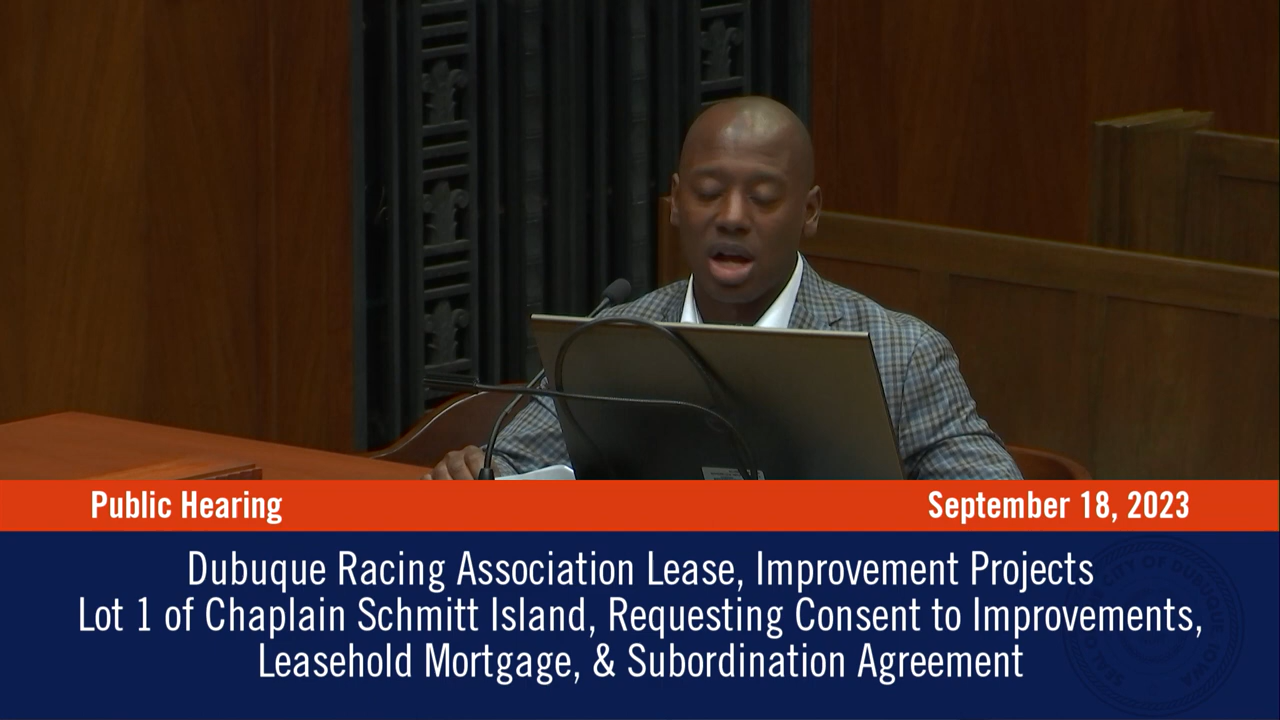 Public Hearing
September 18, 2023
Dubuque Racing Association Lease, Improvement Projects
Lot 1 of Chaplain Schmitt Island, Requesting Consent to Improvements,
Leasehold Mortgage, & Subordination Agreement